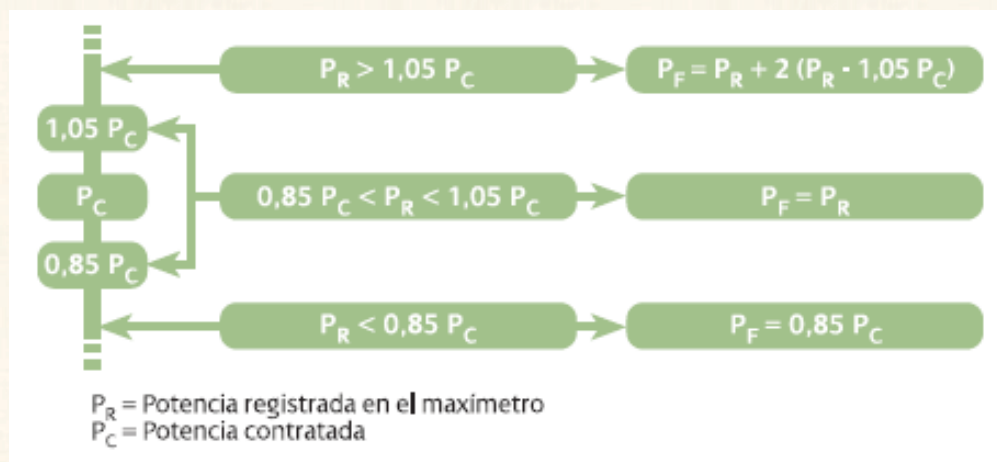 P_R > 1,05 P_C
P_F = P_R + 2 (P_R - 1,05 P_C)
1,05 P_C
P_C
0,85 P_C < P_R < 1,05 P_C
P_F = P_R
0,85 P_C
P_R < 0,85 P_C
P_F = 0,85 P_C
P_R = Potencia registrada en el maxímetro
P_C = Potencia contratada